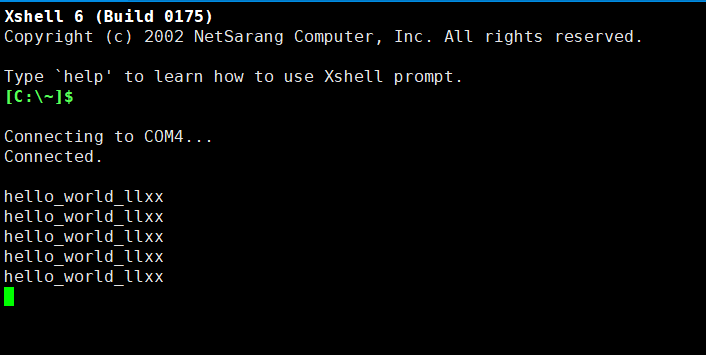 Xshell 6 (Build 0175)
Copyright (c) 2002 NetSarang Computer, Inc. All rights reserved.
Type `help' to learn how to use Xshell prompt.
[C:\~]$
Connecting to COM4...
Connected.
hello_world_llxx
hello_world_llxx
hello_world_llxx
hello_world_llxx
hello_world_llxx